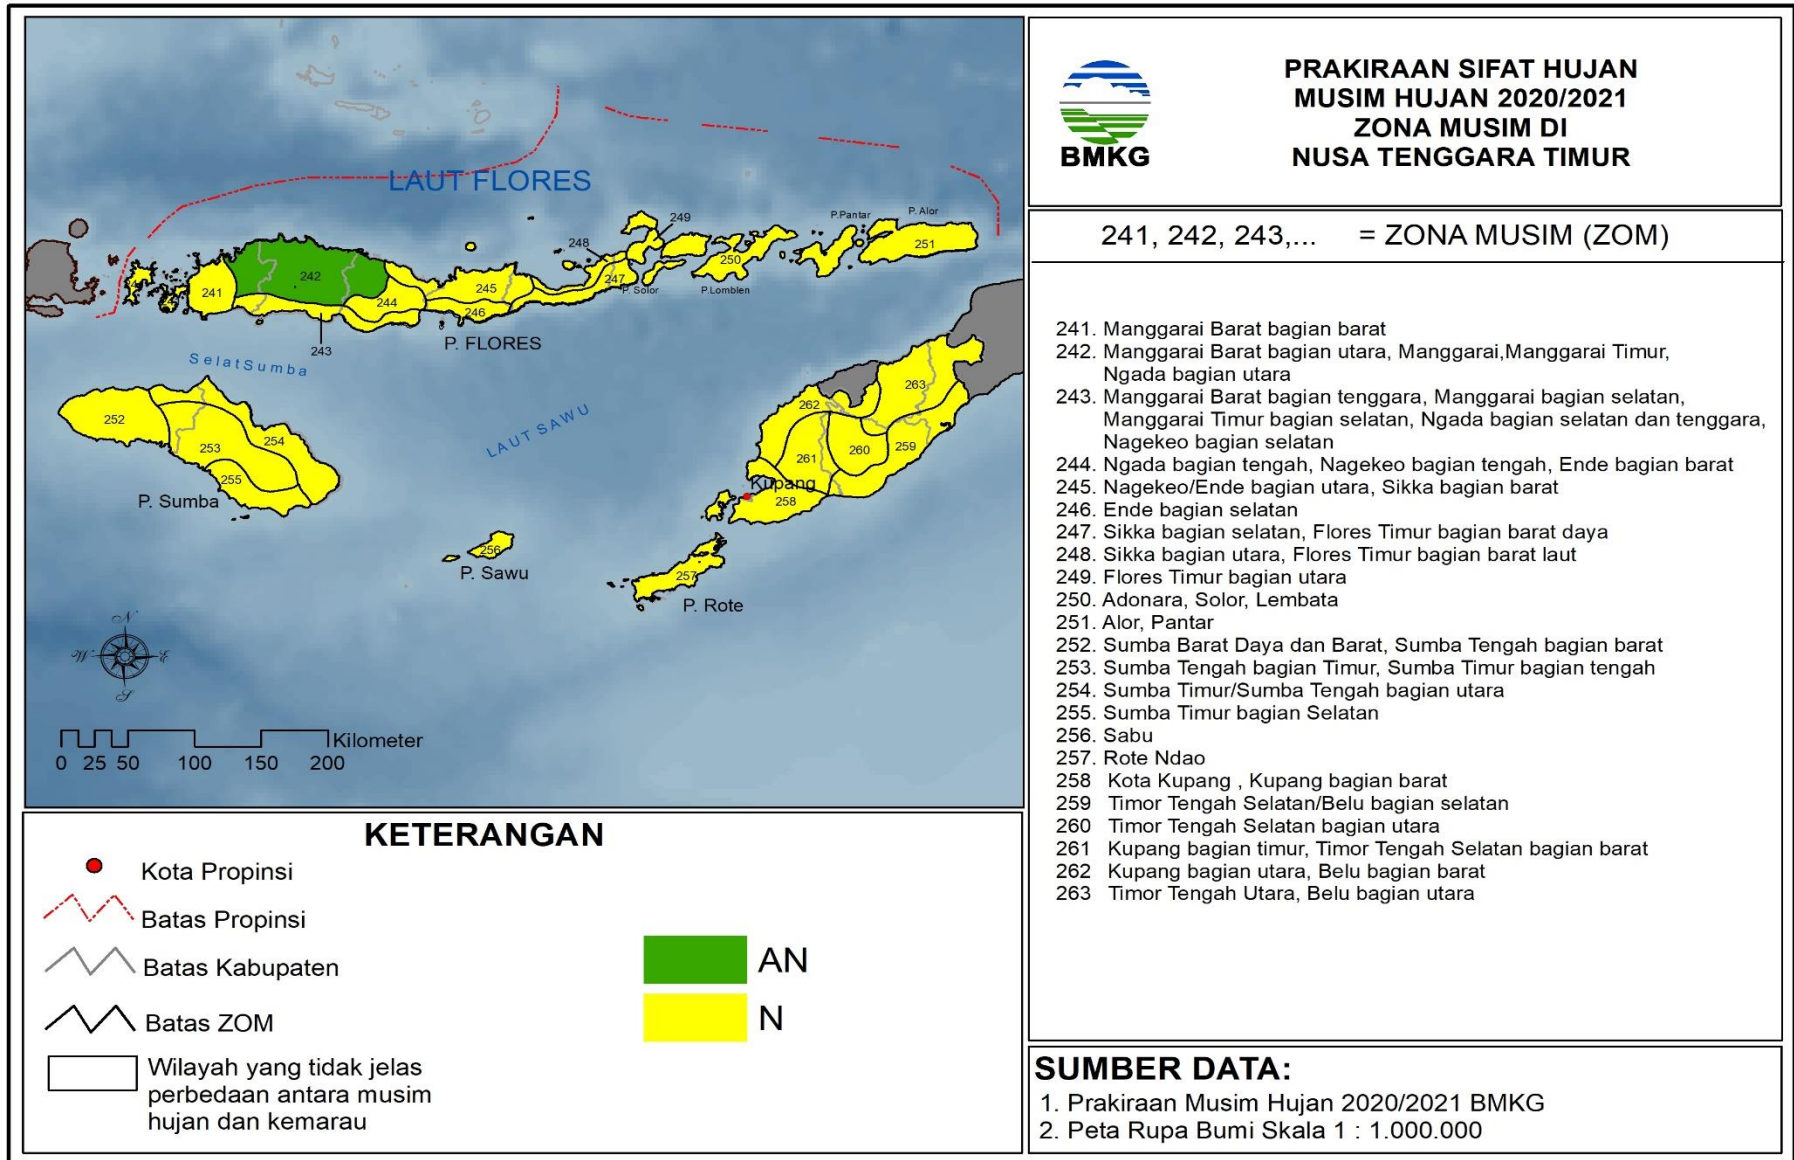 PRAKIRAAN SIFAT HUJAN
MUSIM HUJAN 2020/2021
ZONA MUSIM DI
NUSA TENGGARA TIMUR
BMKG
241, 242, 243,... = ZONA MUSIM (ZOM)
241. Manggarai Barat bagian barat
242. Manggarai Barat bagian utara, Manggarai,Manggarai Timur,
Ngada bagian utara
243. Manggarai Barat bagian tenggara, Manggarai bagian selatan,
Manggarai Timur bagian selatan, Ngada bagian selatan dan tenggara,
Nagekeo bagian selatan
244. Ngada bagian tengah, Nagekeo bagian tengah, Ende bagian barat
245. Nagekeo/Ende bagian utara, Sikka bagian barat
246. Ende bagian selatan
247. Sikka bagian selatan, Flores Timur bagian barat daya
248. Sikka bagian utara, Flores Timur bagian barat laut
249. Flores Timur bagian utara
250. Adonara, Solor, Lembata
251. Alor, Pantar
252. Sumba Barat Daya dan Barat, Sumba Tengah bagian barat
253. Sumba Tengah bagian Timur, Sumba Timur bagian tengah
254. Sumba Timur/Sumba Tengah bagian utara
255. Sumba Timur bagian Selatan
256. Sabu
257. Rote Ndao
258 Kota Kupang , Kupang bagian barat
259 Timor Tengah Selatan/Belu bagian selatan
260 Timor Tengah Selatan bagian utara
261 Kupang bagian timur, Timor Tengah Selatan bagian barat
262 Kupang bagian utara, Belu bagian barat
263 Timor Tengah Utara, Belu bagian utara
SUMBER DATA:
1. Prakiraan Musim Hujan 2020/2021 BMKG
2. Peta Rupa Bumi Skala 1 : 1.000.000
LAUT FLORES
P.Pantar
P. Alor
249
248
251
250
247
P. Solor
P.Lomblen
241
242
245
244
246
243
P. FLORES
SelatSumba
LAUT SAWU
252
253
254
255
P. Sumba
263
262
260
259
261
Kupang
258
256
P. Sawu
257
P. Rote
N
W
E
S
Kilometer
0 25 50 100 150 200
KETERANGAN
Kota Propinsi
Batas Propinsi
Batas Kabupaten
Batas ZOM
Wilayah yang tidak jelas
perbedaan antara musim
hujan dan kemarau
AN
N